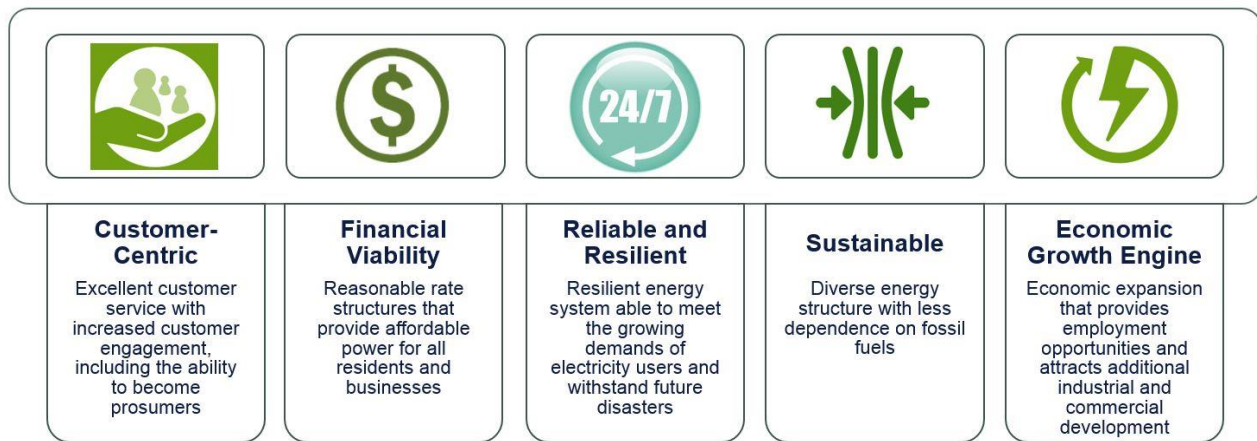 $
24/7
Customer-
Centric
Excellent customer
service with
increased customer
engagement,
including the ability
to become
prosumers
Financial
Viability
Reasonable rate
structures that
provide affordable
power for all
residents and
businesses
Reliable and
Resilient
Resilient energy
system able to meet
the growing
demands of
electricity users and
withstand future
disasters
Sustainable
Diverse energy
structure with less
dependence on fossil
fuels
Economic
Growth Engine
Economic expansion
that provides
employment
opportunities and
attracts additional
industrial and
commercial
development